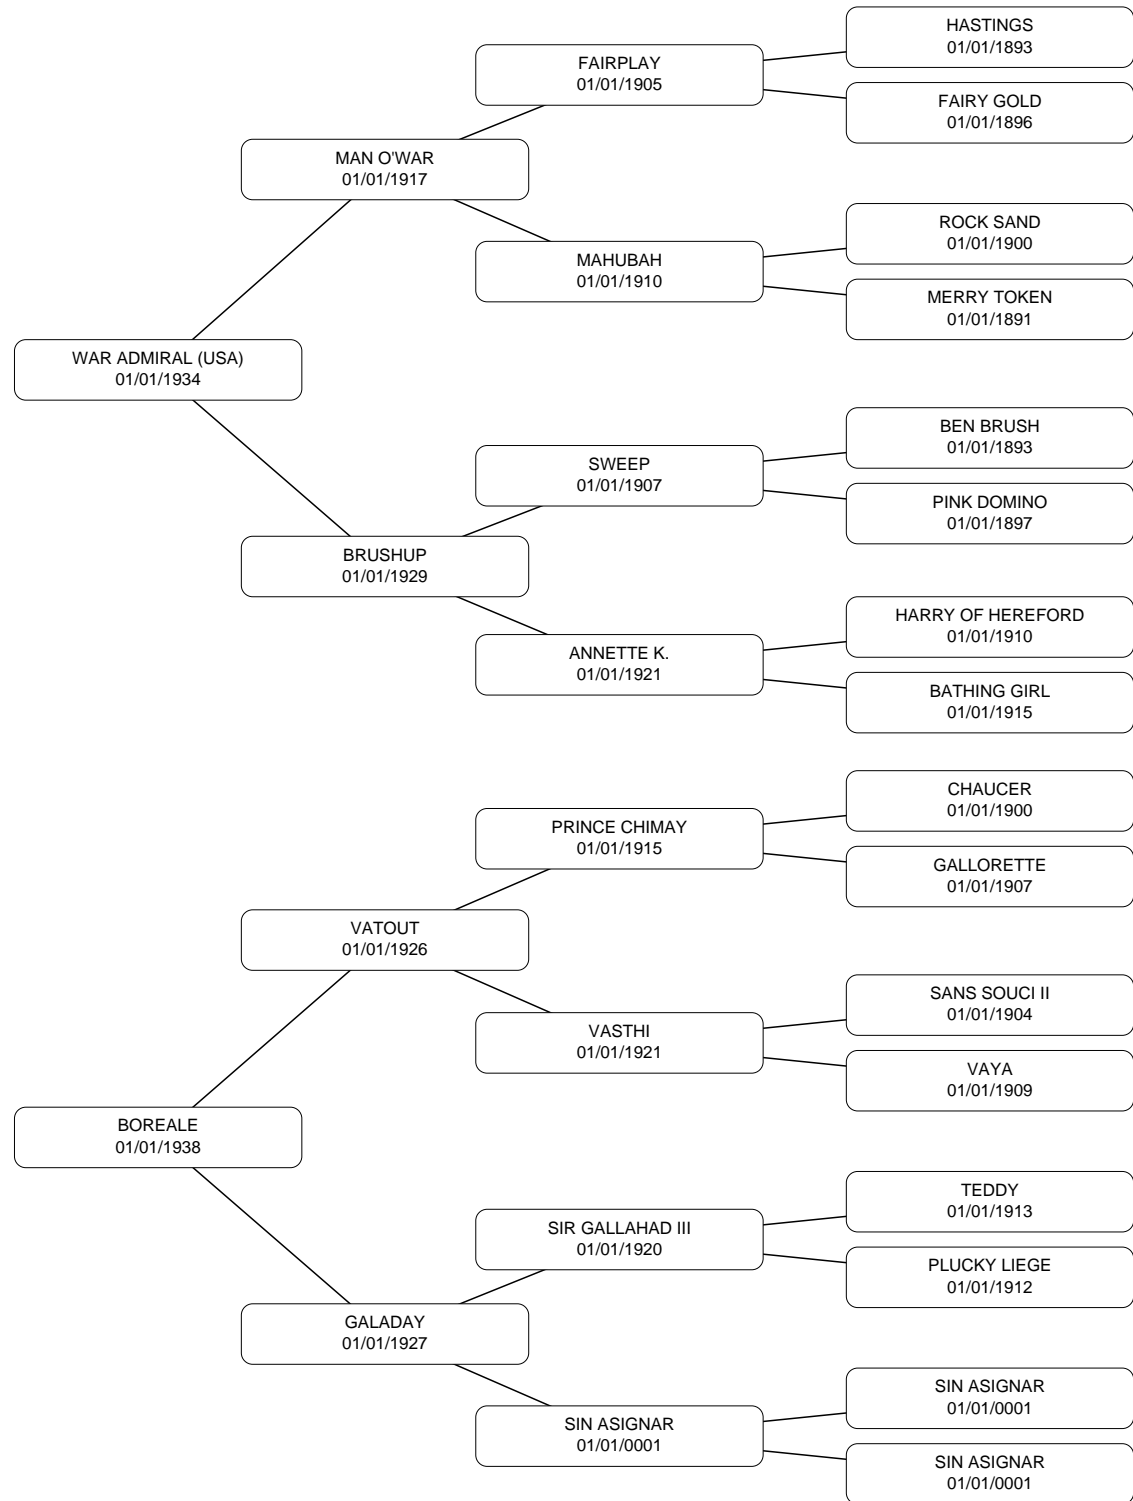 HASTINGS
01/01/1893
FAIRPLAY
01/01/1905
FAIRY GOLD
01/01/1896
MAN O'WAR
01/01/1917
ROCK SAND
01/01/1900
MAHUBAH
01/01/1910
MERRY TOKEN
01/01/1891
WAR ADMIRAL (USA)
01/01/1934
BEN BRUSH
01/01/1893
SWEEP
01/01/1907
PINK DOMINO
01/01/1897
BRUSHUP
01/01/1929
HARRY OF HEREFORD
01/01/1910
ANNETTE K.
01/01/1921
BATHING GIRL
01/01/1915
CHAUCER
01/01/1900
PRINCE CHIMAY
01/01/1915
GALLORETTE
01/01/1907
VATOUT
01/01/1926
SANS SOUCI II
01/01/1904
VASTHI
01/01/1921
VAYA
01/01/1909
BOREALE
01/01/1938
TEDDY
01/01/1913
SIR GALLAHAD III
01/01/1920
PLUCKY LIEGE
01/01/1912
GALADAY
01/01/1927
SIN ASIGNAR
01/01/0001
SIN ASIGNAR
01/01/0001
SIN ASIGNAR
01/01/0001